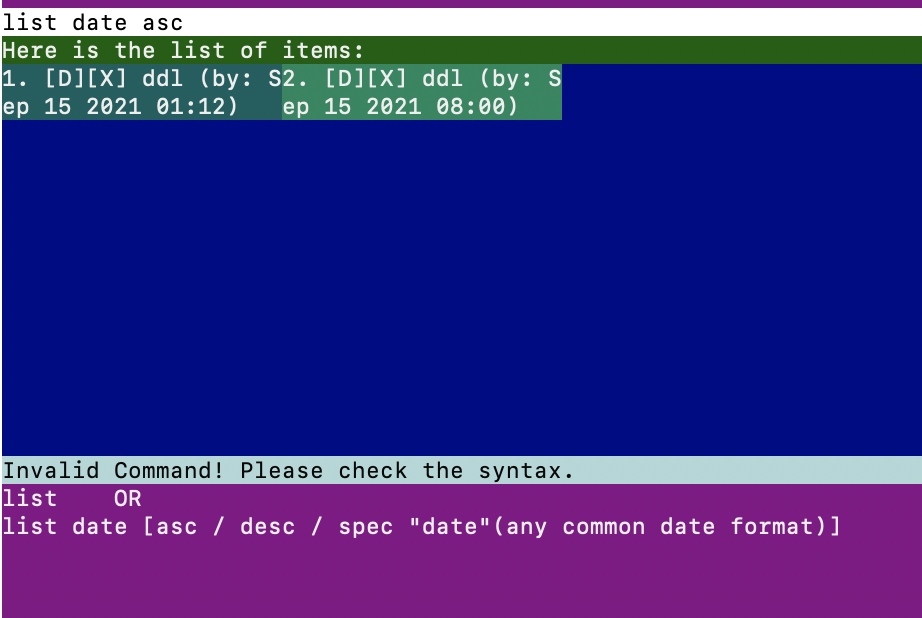 list date asc
Here is the list of items:
1. [D][X] ddl (by: S
ep 15 2021 01:12)
2. [D][X] ddl (by: S
ep 15 2021 08:00)
Invalid Command! Please check the syntax.
list    OR
list date [asc / desc / spec "date"(any common date format)]